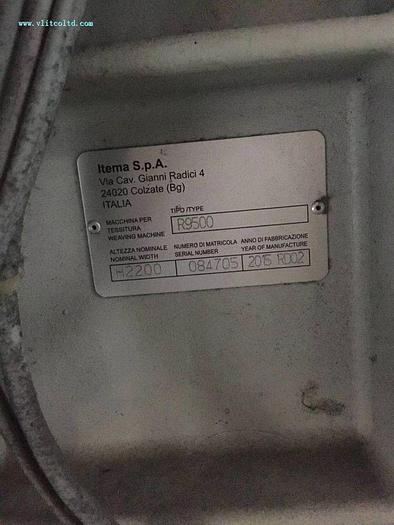 www.vlitcoltd.com
Itema S.p.A.
Via Cav. Gianni Radici 4
24020 Colzate (Bg)
ITALIA
MACCHINA PER
TESSITURA
WEAVING MACHINE
TIPO/TYPE
R9500
ALTEZZA NOMINALE
NOMINAL WIDTH
H2200
NUMERO DI MATRICOLA
SERIAL NUMBER
084705
ANNO DI FABBRICAZIONE
YEAR OF MANUFACTURE
2015 R002